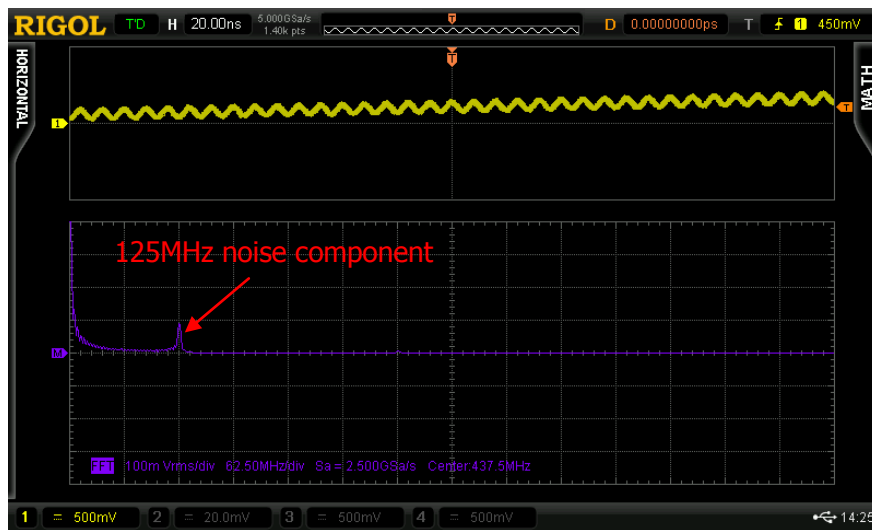 RIGOL T'D H 20.00ns 5.000GSa/s 1.40k pts T D 0.00000000ps T 1 450mV
HORIZONTAL
MATH
T
1
T
125MHz noise component
M
FFT 100mVrms/div 62.50MHz/div Sa=2.500GSa/s Center:437.5MHz
1 = 500mV 2 = 20.0mV 3 = 500mV 4 = 500mV 14:25